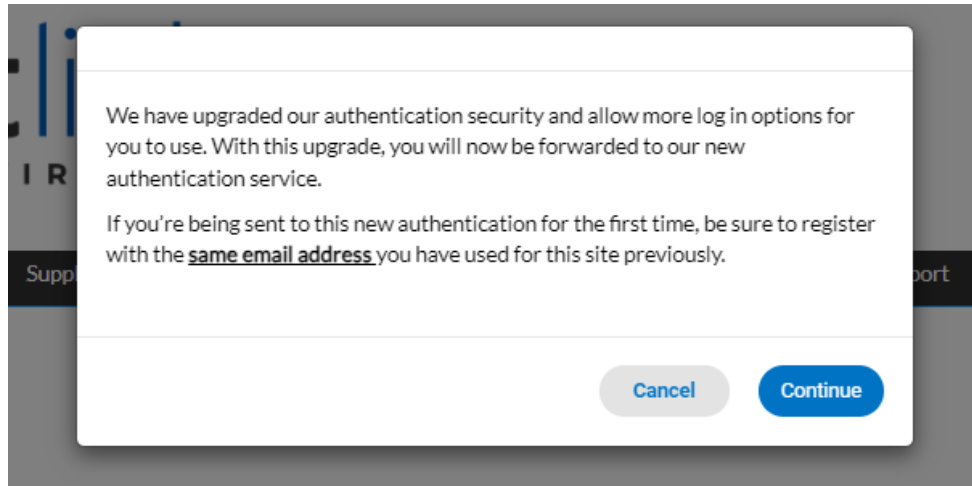 We have upgraded our authentication security and allow more log in options for
you to use. With this upgrade, you will now be forwarded to our new
authentication service.
If you’re being sent to this new authentication for the first time, be sure to register
with the same email address you have used for this site previously.
Cancel
Continue